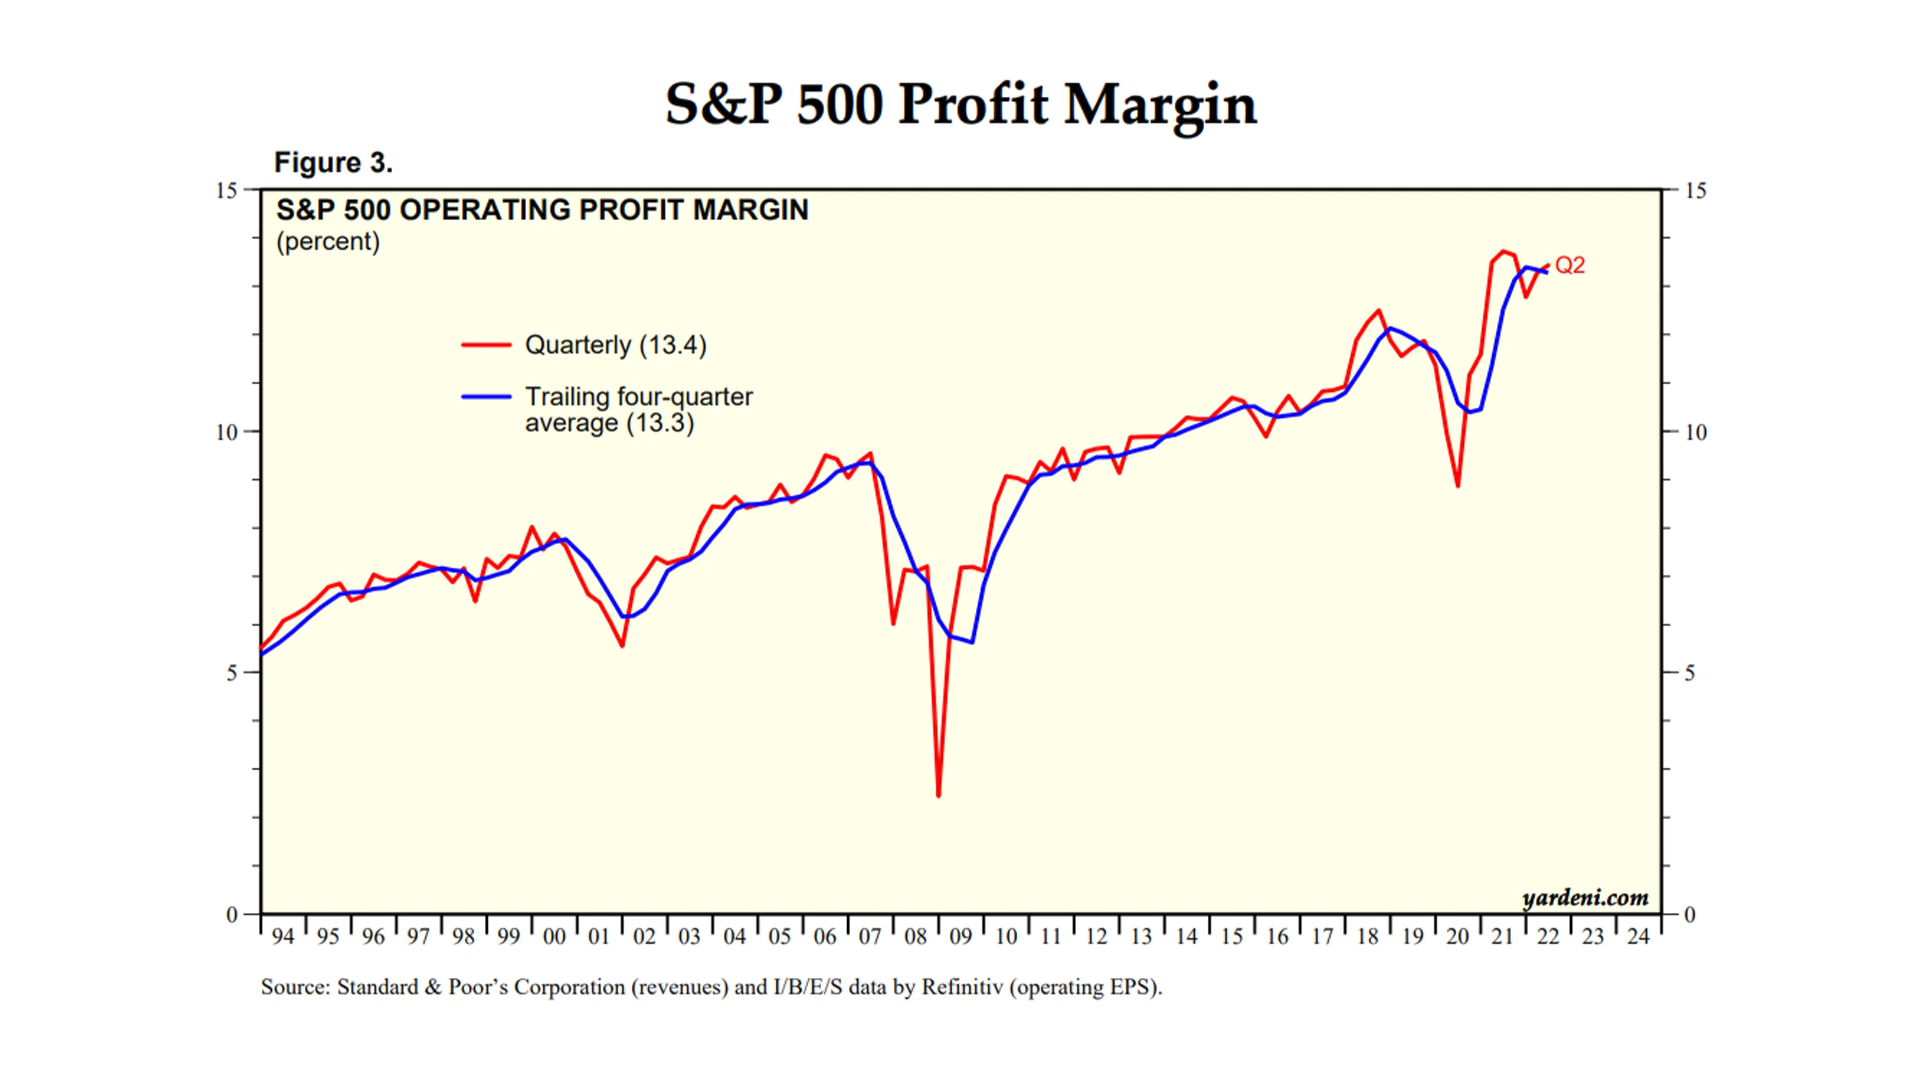 S&P 500 Profit Margin
Figure 3.
15
15
S&P 500 OPERATING PROFIT MARGIN
(percent)
Q2
Quarterly (13.4)
Trailing four-quarter
average (13.3)
10
10
5
5
yardeni.com
0
0
94 95 96 97 98 99 00 01 02 03 04 05 06 07 08 09 10 11 12 13 14 15 16 17 18 19 20 21 22 23 24
Source: Standard & Poor's Corporation (revenues) and I/B/E/S data by Refinitiv (operating EPS).